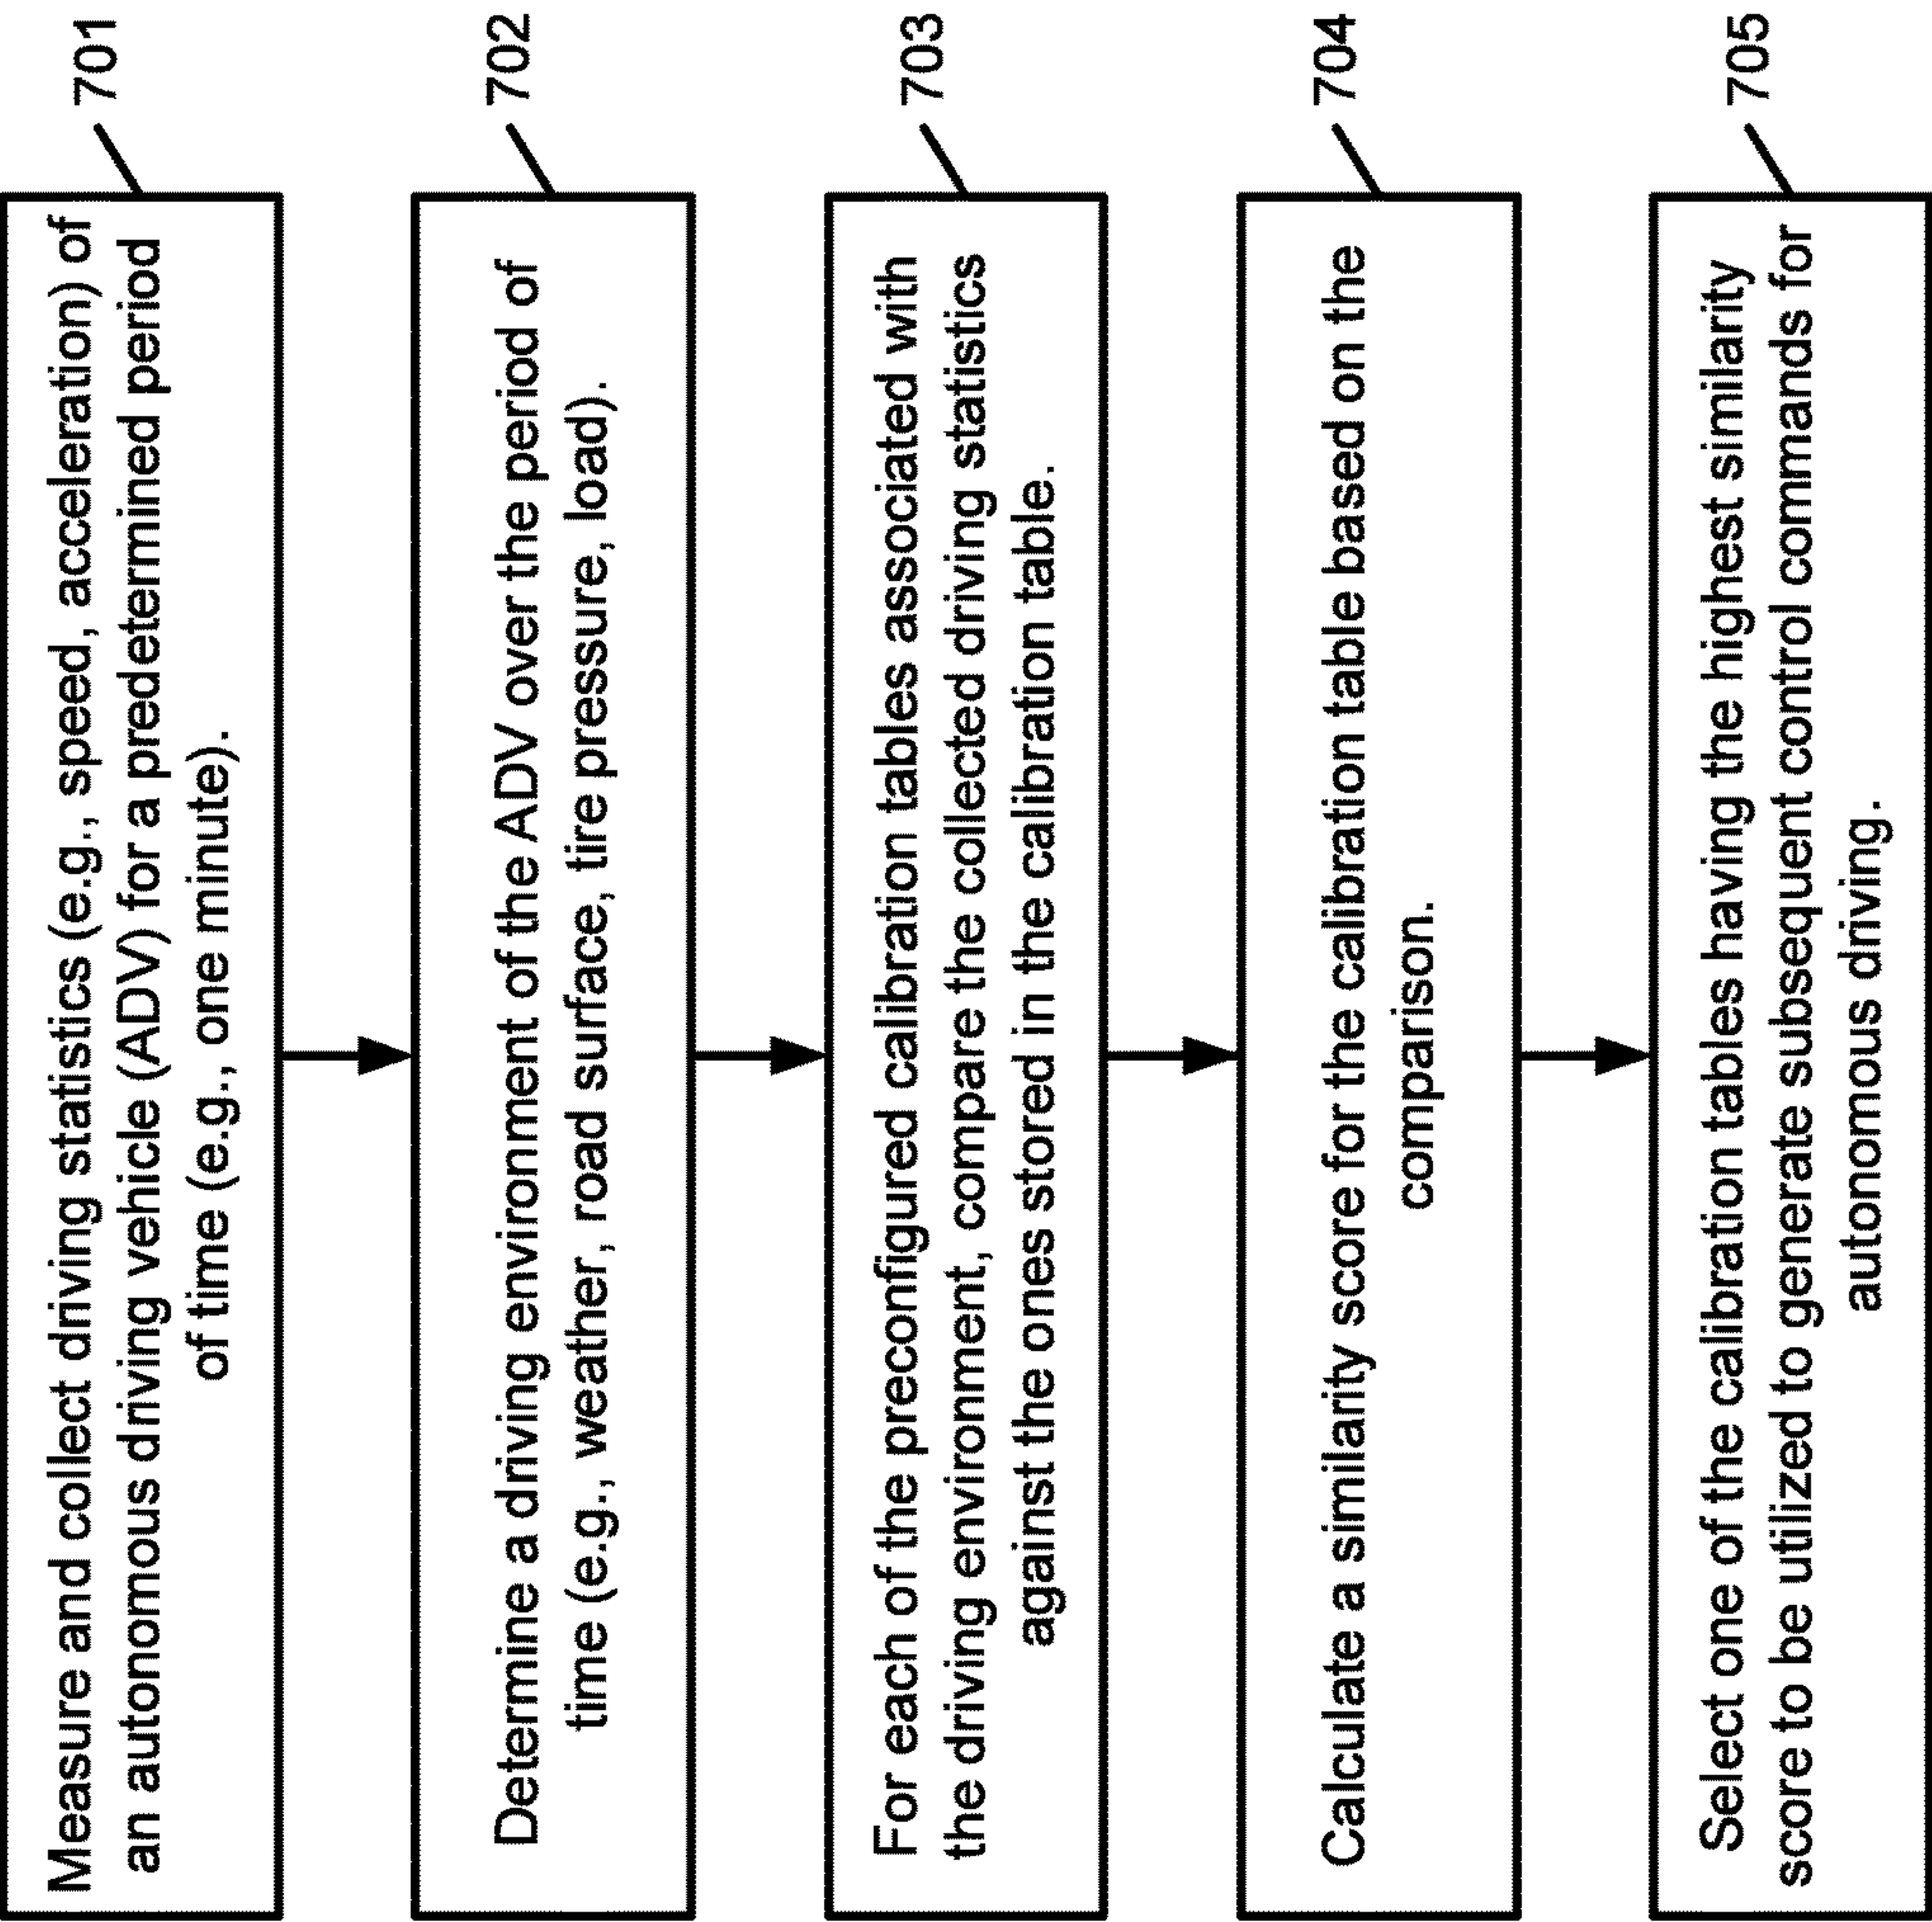 701
Measure and collect driving statistics (e.g., speed, acceleration) of
an autonomous driving vehicle (ADV) for a predetermined period
of time (e.g., one minute).
702
Determine a driving environment of the ADV over the period of
time (e.g., weather, road surface, tire pressure, load).
703
For each of the preconfigured calibration tables associated with
the driving environment, compare the collected driving statistics
against the ones stored in the calibration table.
704
Calculate a similarity score for the calibration table based on the
comparison.
705
Select one of the calibration tables having the highest similarity
score to be utilized to generate subsequent control commands for
autonomous driving.